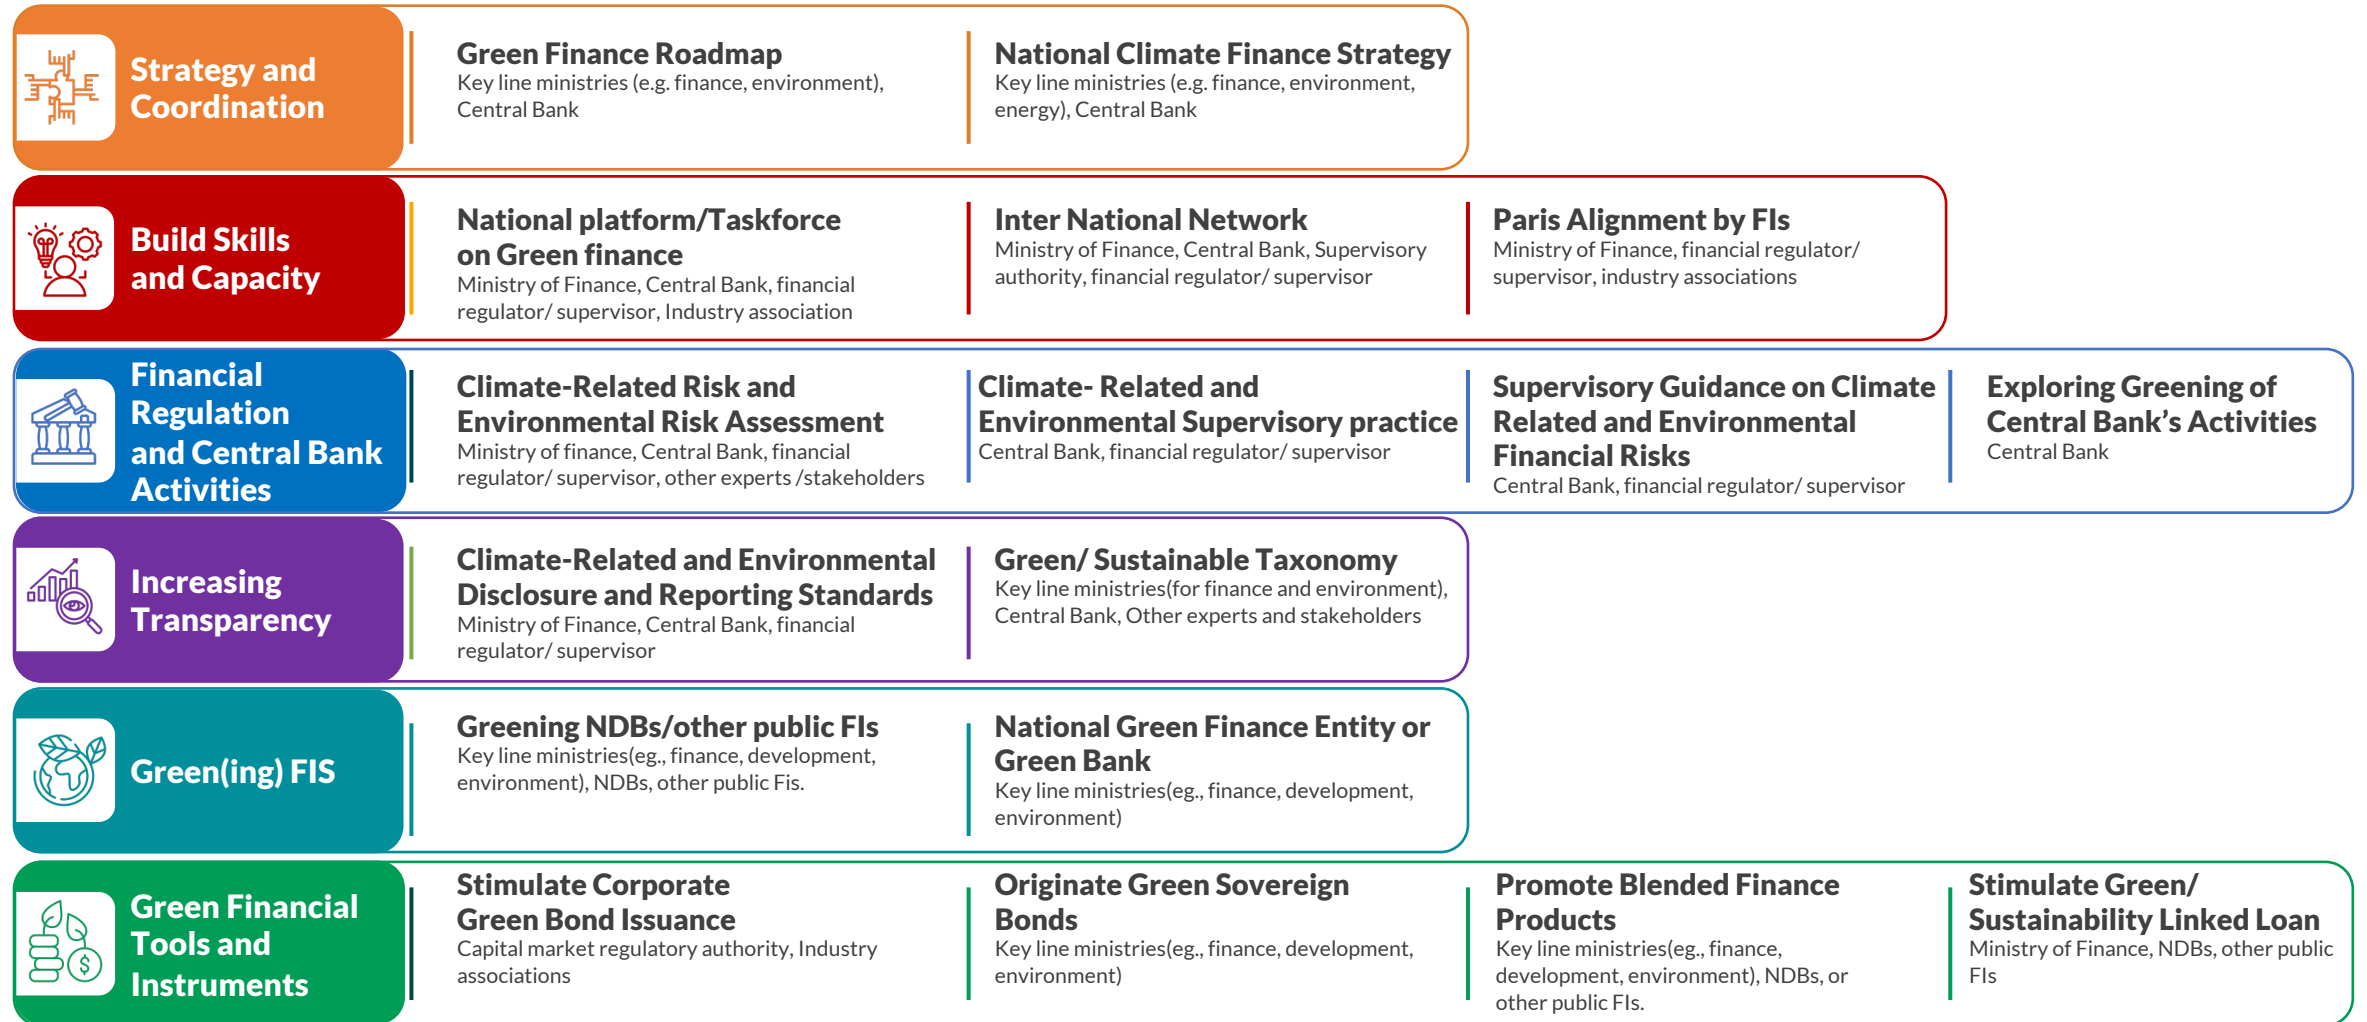 Strategy and
Coordination
Green Finance Roadmap
Key line ministries (e.g. finance, environment),
Central Bank
National Climate Finance Strategy
Key line ministries (e.g. finance, environment,
energy), Central Bank
Build Skills
and Capacity
National platform/Taskforce
on Green finance
Ministry of Finance, Central Bank, financial
regulator/ supervisor, Industry association
Inter National Network
Ministry of Finance, Central Bank, Supervisory
authority, financial regulator/ supervisor
Paris Alignment by FIs
Ministry of Finance, financial regulator/
supervisor, industry associations
Financial
Regulation
and Central Bank
Activities
Climate-Related Risk and
Environmental Risk Assessment
Ministry of finance, Central Bank, financial
regulator/ supervisor, other experts /stakeholders
Climate- Related and
Environmental Supervisory practice
Central Bank, financial regulator/ supervisor
Supervisory Guidance on Climate
Related and Environmental
Financial Risks
Central Bank, financial regulator/ supervisor
Exploring Greening of
Central Bank’s Activities
Central Bank
Increasing
Transparency
Climate-Related and Environmental
Disclosure and Reporting Standards
Ministry of Finance, Central Bank, financial
regulator/ supervisor
Green/ Sustainable Taxonomy
Key line ministries(for finance and environment),
Central Bank, Other experts and stakeholders
Green(ing) FIS
Greening NDBs/other public FIs
Key line ministries(eg., finance, development,
environment), NDBs, other public Fis.
National Green Finance Entity or
Green Bank
Key line ministries(eg., finance, development,
environment)
Green Financial
Tools and
Instruments
Stimulate Corporate
Green Bond Issuance
Capital market regulatory authority, Industry
associations
Originate Green Sovereign
Bonds
Key line ministries(eg., finance, development,
environment)
Promote Blended Finance
Products
Key line ministries(eg., finance,
development, environment), NDBs, or
other public FIs.
Stimulate Green/
Sustainability Linked Loan
Ministry of Finance, NDBs, other public
FIs